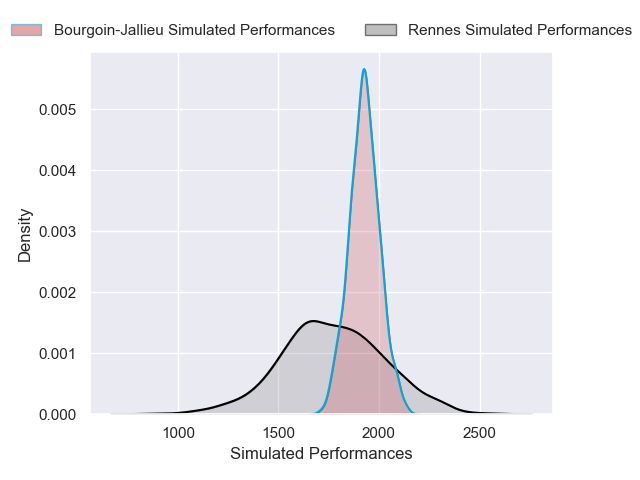 Bourgoin-Jallieu Simulated Performances
Rennes Simulated Performances
Density
0.005
0.004
0.003
0.002
0.001
0.000
1000
1500
2000
2500
Simulated Performances